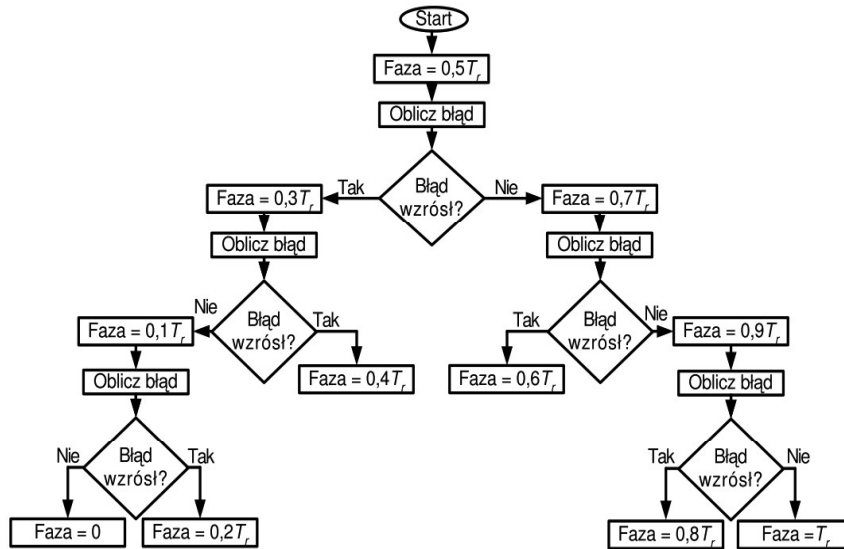 Start
Faza = 0,5Tr
Oblicz błąd
Błąd
wzrósł?
Tak
Nie
Faza = 0,3Tr
Faza = 0,7Tr
Oblicz błąd
Oblicz błąd
Błąd
wzrósł?
Nie
Tak
Błąd
wzrósł?
Tak
Nie
Faza = 0,1Tr
Faza = 0,4Tr
Faza = 0,6Tr
Faza = 0,9Tr
Oblicz błąd
Oblicz błąd
Błąd
wzrósł?
Nie
Tak
Błąd
wzrósł?
Tak
Nie
Faza = 0
Faza = 0,2Tr
Faza = 0,8Tr
Faza =Tr